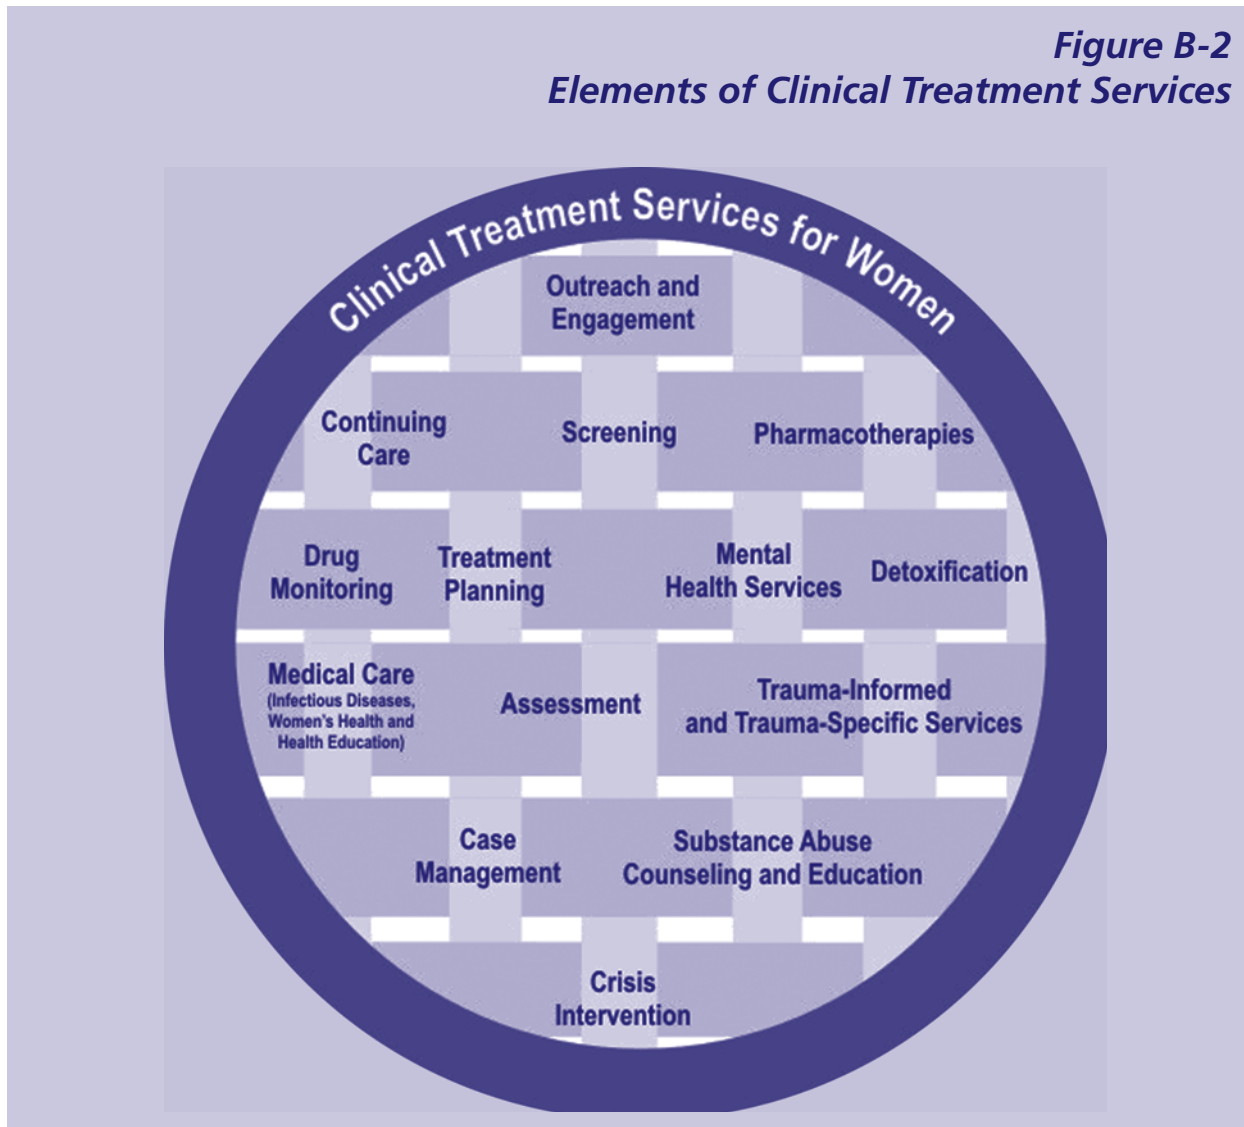 Figure B-2
Elements of Clinical Treatment Services
Clinical Treatment Services for Women
Outreach and
Engagement
Continuing
Care
Screening
Pharmacotherapies
Drug
Monitoring
Treatment
Planning
Mental
Health Services
Detoxification
Medical Care
(Infectious Diseases,
Women's Health and
Health Education)
Assessment
Trauma-Informed
and Trauma-Specific Services
Case
Management
Substance Abuse
Counseling and Education
Crisis
Intervention